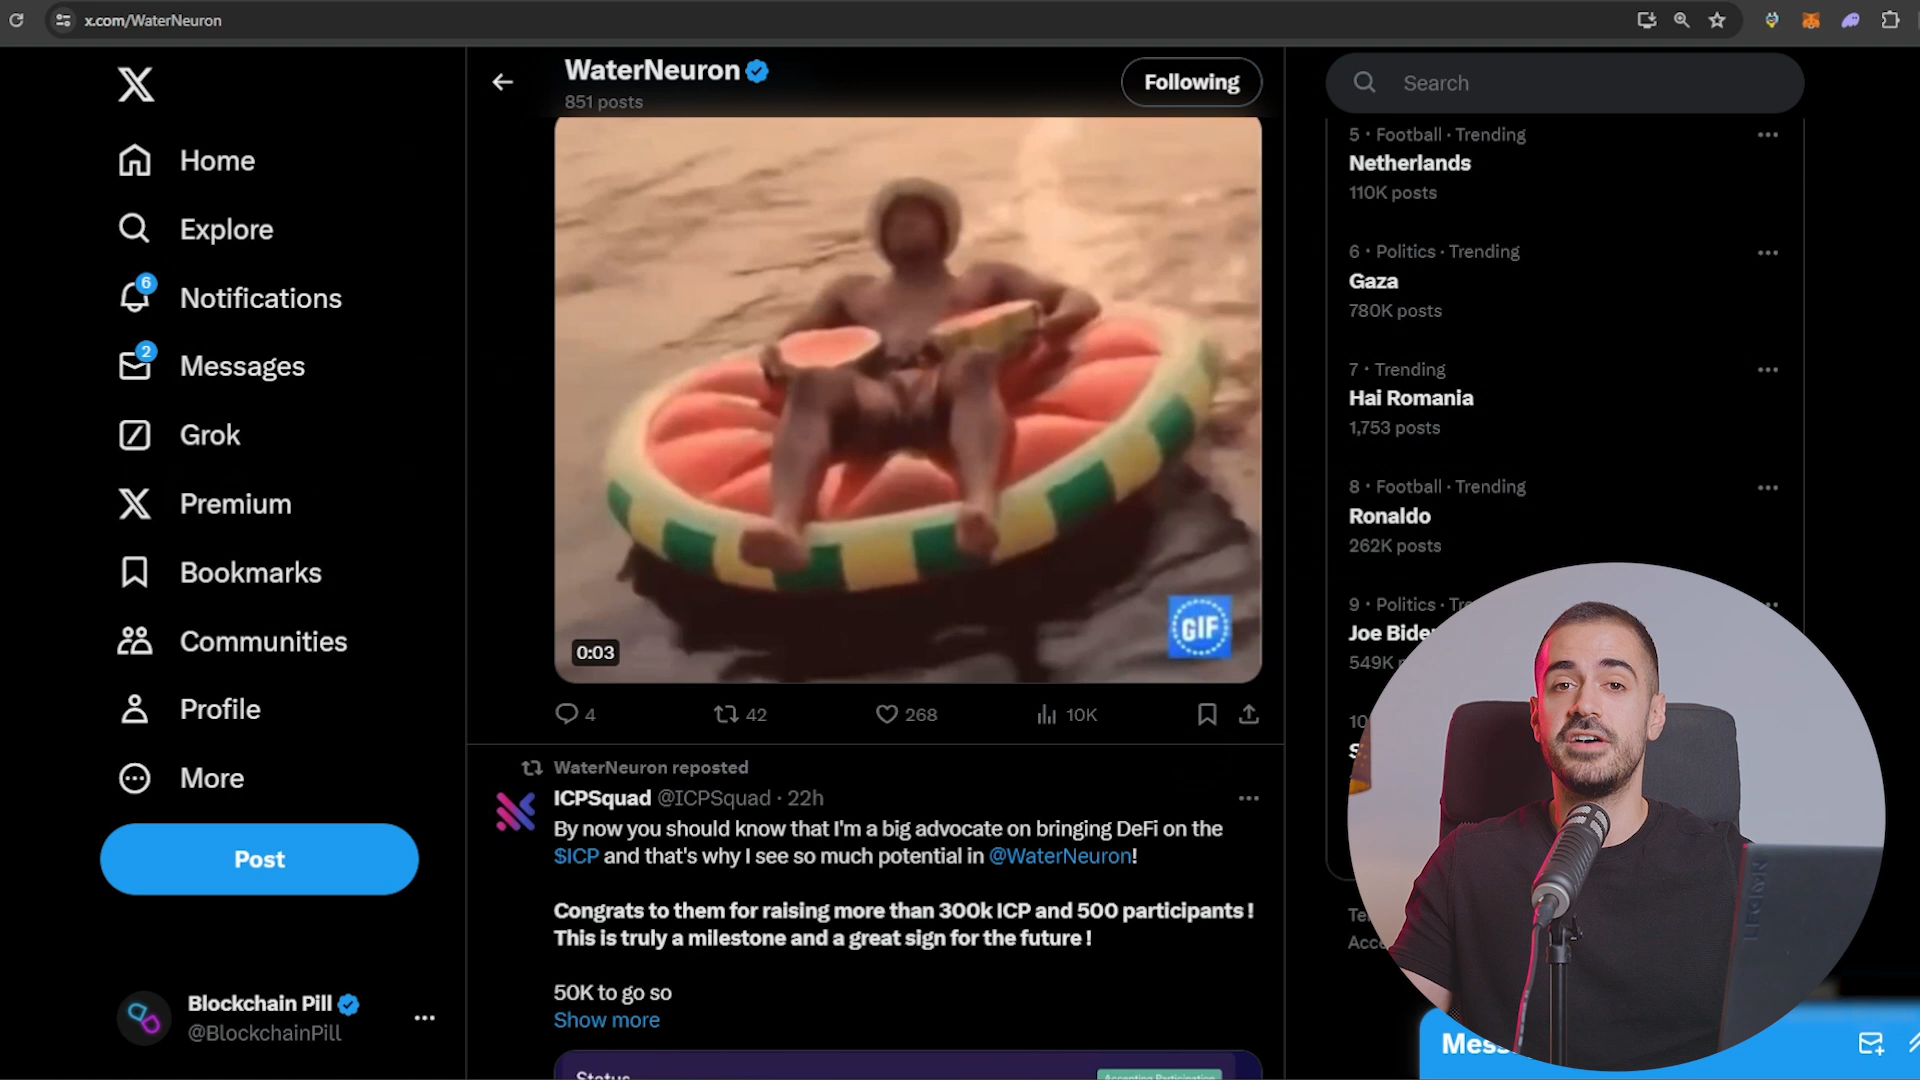 x.com/WaterNeuron
Home
Explore
6
Notifications
2
Messages
Grok
Premium
Bookmarks
Communities
Profile
More
Post
Blockchain Pill
@BlockchainPill
WaterNeuron
851 posts
Following
GIF
0:03
4
42
268
10K
WaterNeuron reposted
ICPSquad @ICPSquad · 22h
By now you should know that I'm a big advocate on bringing DeFi on the
$ICP and that's why I see so much potential in @WaterNeuron!
Congrats to them for raising more than 300k ICP and 500 participants !
This is truly a milestone and a great sign for the future !
50K to go so
Show more
Status
Accepting Participation
Search
5 · Football · Trending
Netherlands
110K posts
6 · Politics · Trending
Gaza
780K posts
7 · Trending
Hai Romania
1,753 posts
8 · Football · Trending
Ronaldo
262K posts
9 · Politics ·
Joe
549K
10
LEGION